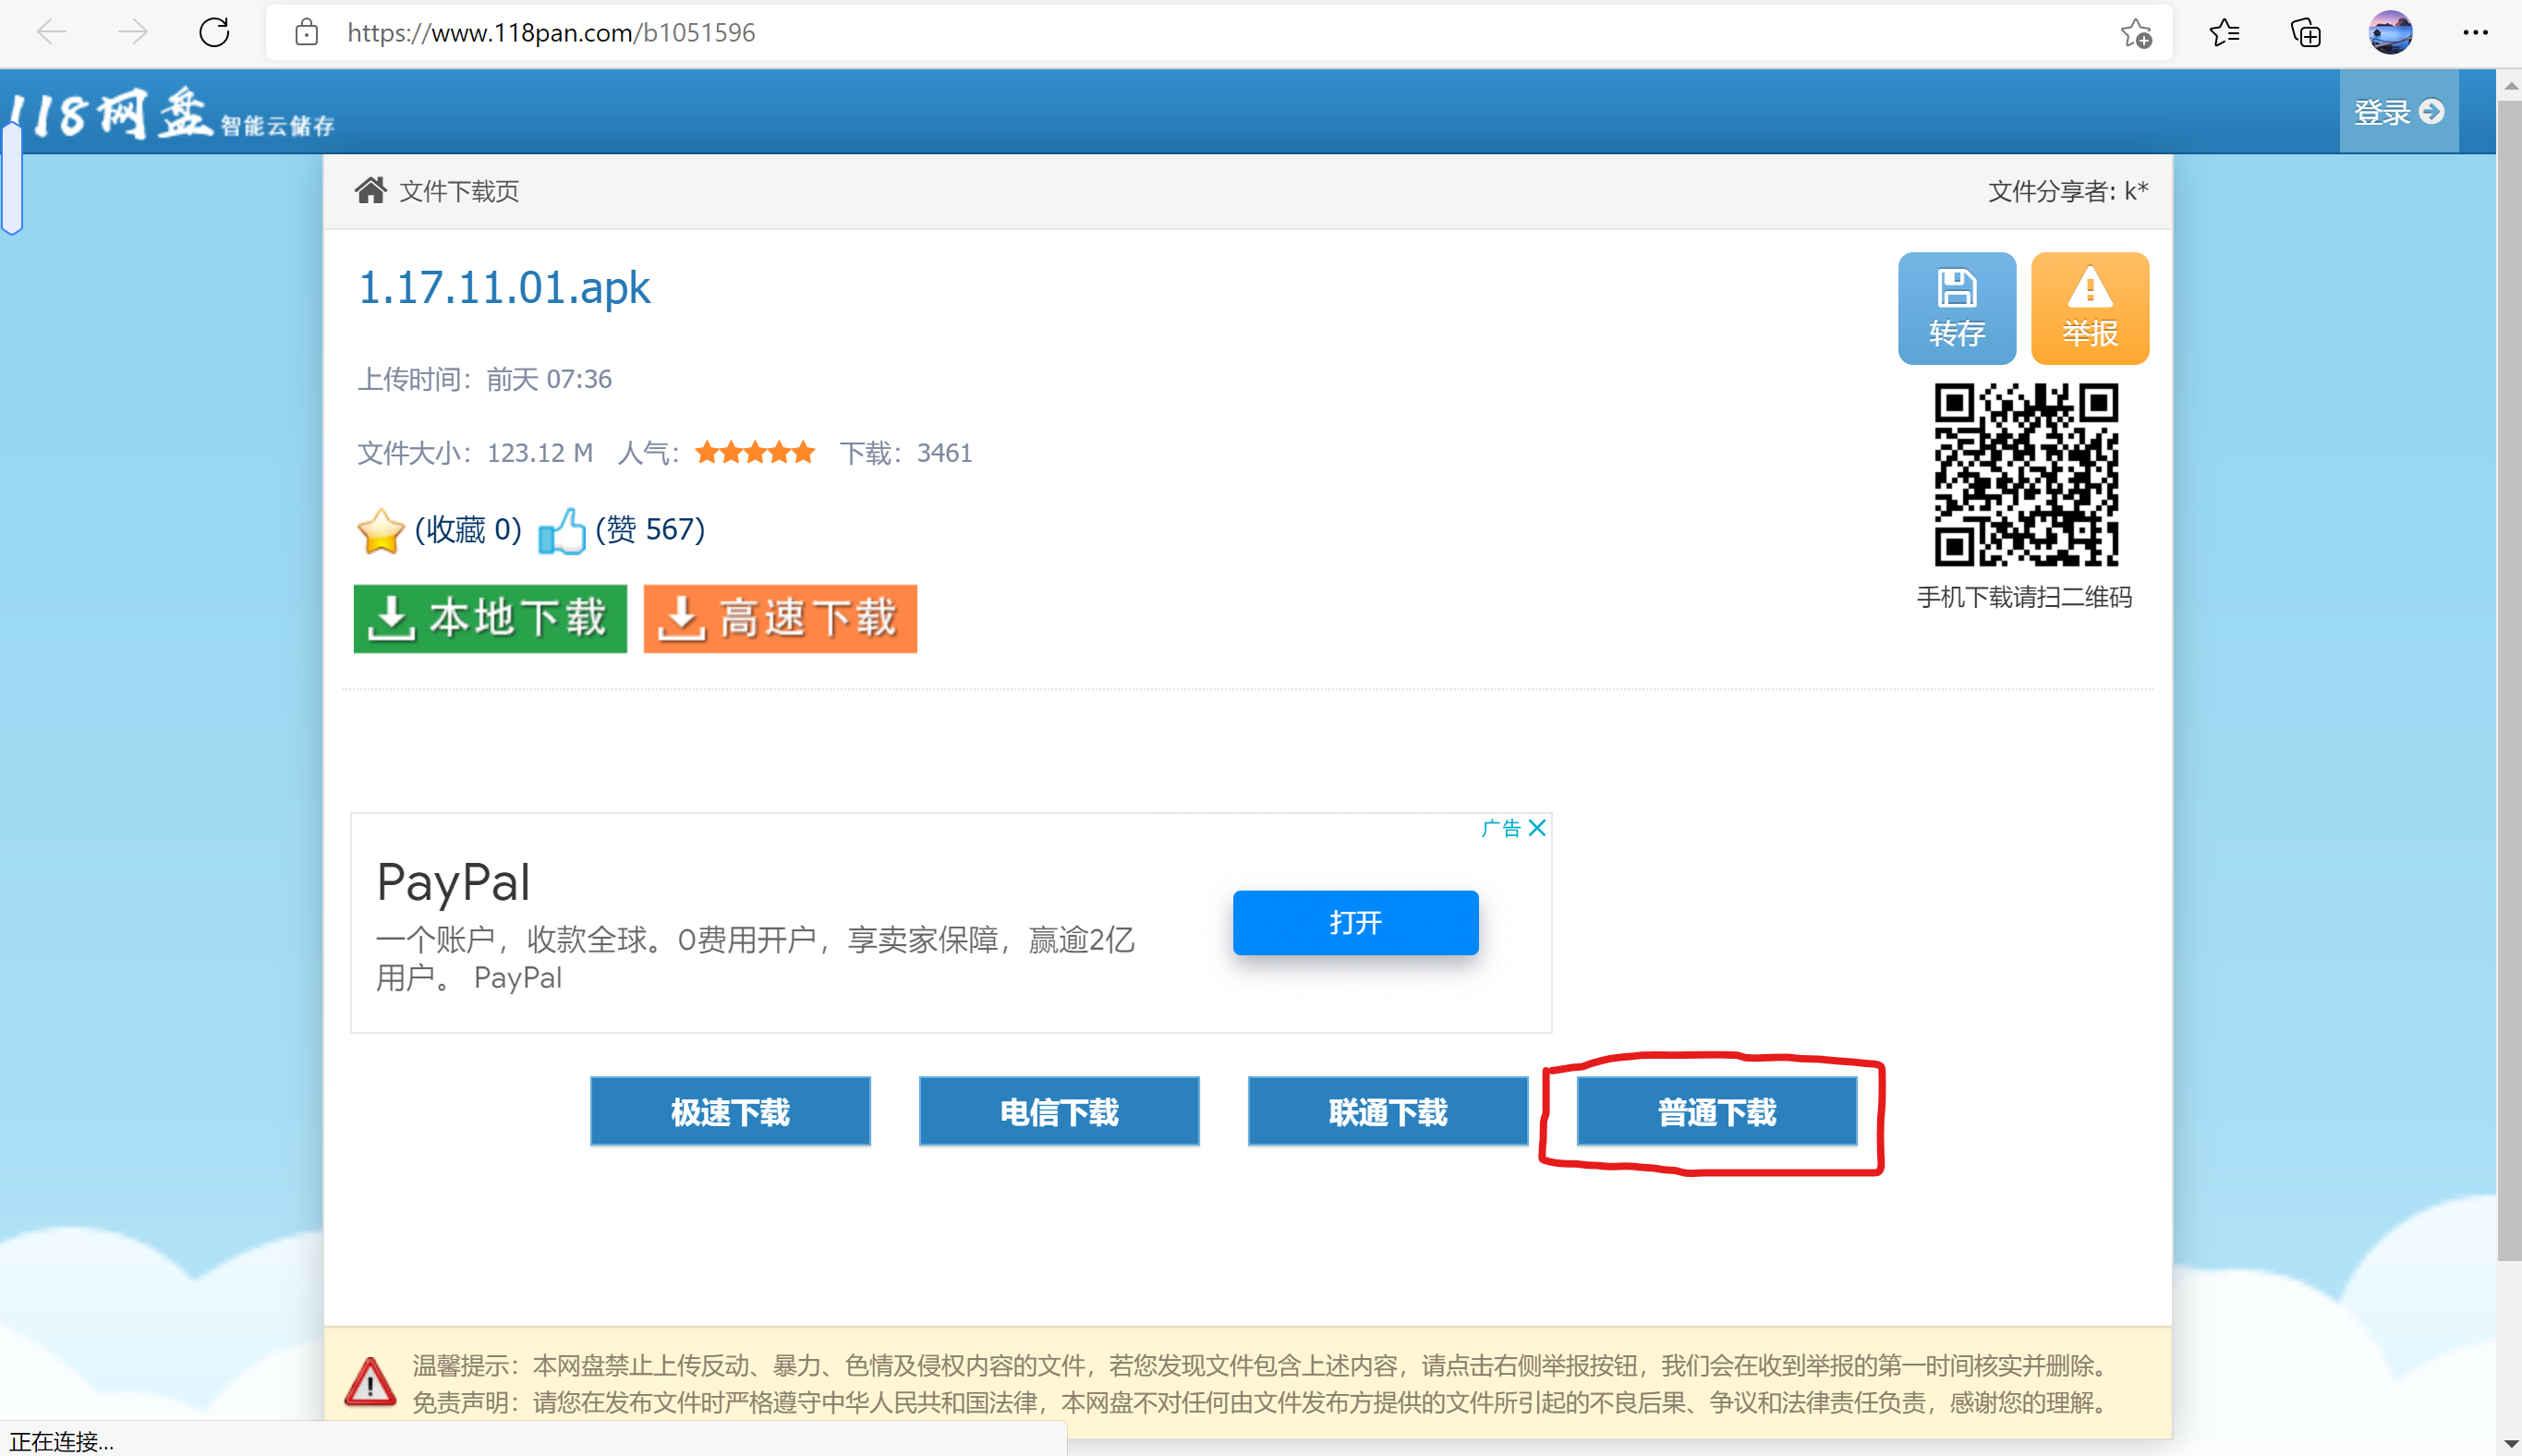 https://www.118pan.com/b1051596
118网盘 智能云储存
登录
文件下载页
文件分享者: k*
1.17.11.01.apk
转存
举报
上传时间：前天 07:36
文件大小：123.12 M 人气： 下载：3461
(收藏 0) (赞 567)
本地下载 高速下载
手机下载请扫二维码
广告
PayPal
一个账户，收款全球。0费用开户，享卖家保障，赢逾2亿
用户。 PayPal
打开
极速下载 电信下载 联通下载 普通下载
温馨提示：本网盘禁止上传反动、暴力、色情及侵权内容的文件，若您发现文件包含上述内容，请点击右侧举报按钮，我们会在收到举报的第一时间核实并删除。
免责声明：请您在发布文件时严格遵守中华人民共和国法律，本网盘不对任何由文件发布方提供的文件所引起的不良后果、争议和法律责任负责，感谢您的理解。
正在连接...